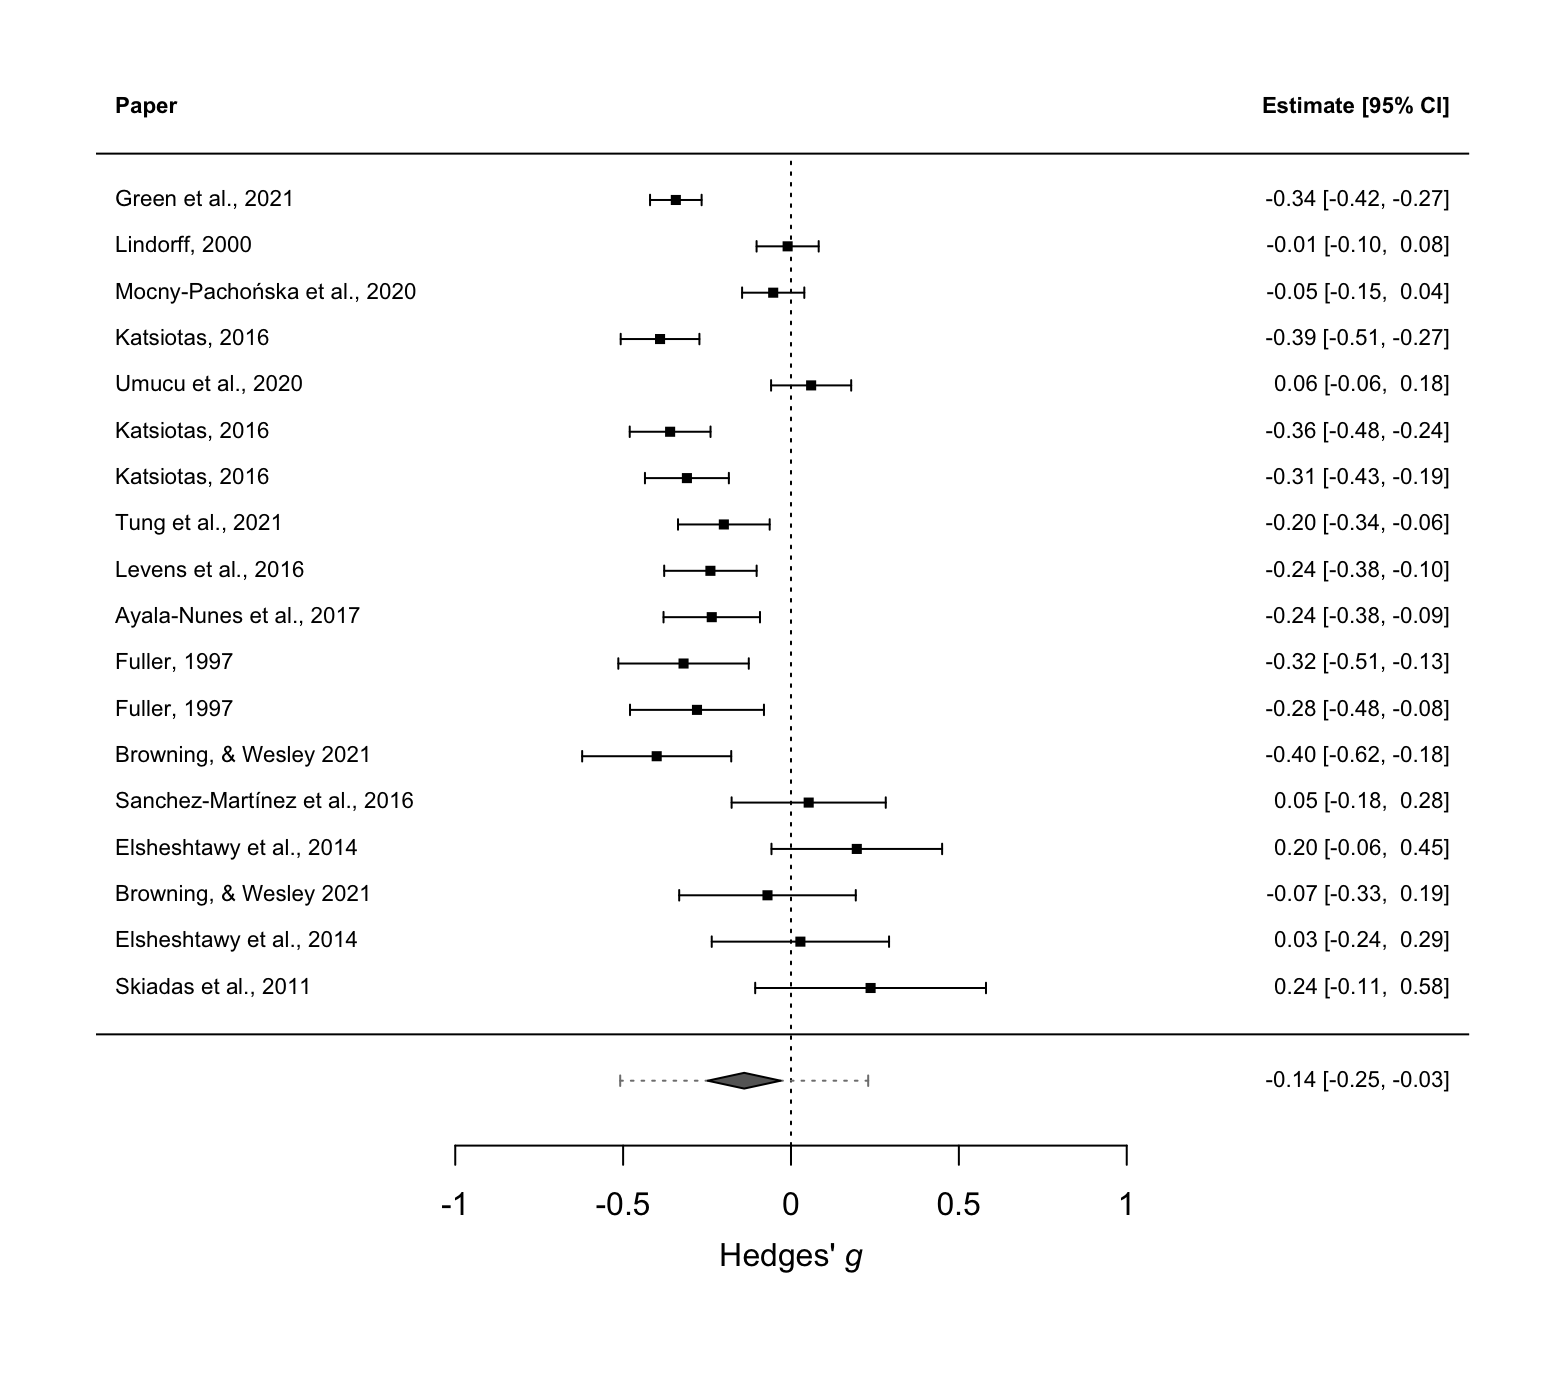 Paper Estimate [95% CI]
Green et al., 2021 -0.34 [-0.42, -0.27]
Lindorff, 2000 -0.01 [-0.10, 0.08]
Mocny-Pachońska et al., 2020 -0.05 [-0.15, 0.04]
Katsiotas, 2016 -0.39 [-0.51, -0.27]
Umucu et al., 2020 0.06 [-0.06, 0.18]
Katsiotas, 2016 -0.36 [-0.48, -0.24]
Katsiotas, 2016 -0.31 [-0.43, -0.19]
Tung et al., 2021 -0.20 [-0.34, -0.06]
Levens et al., 2016 -0.24 [-0.38, -0.10]
Ayala-Nunes et al., 2017 -0.24 [-0.38, -0.09]
Fuller, 1997 -0.32 [-0.51, -0.13]
Fuller, 1997 -0.28 [-0.48, -0.08]
Browning, & Wesley 2021 -0.40 [-0.62, -0.18]
Sanchez-Martínez et al., 2016 0.05 [-0.18, 0.28]
Elsheshtawy et al., 2014 0.20 [-0.06, 0.45]
Browning, & Wesley 2021 -0.07 [-0.33, 0.19]
Elsheshtawy et al., 2014 0.03 [-0.24, 0.29]
Skiadas et al., 2011 0.24 [-0.11, 0.58]
-0.14 [-0.25, -0.03]
-1 -0.5 0 0.5 1
Hedges' g